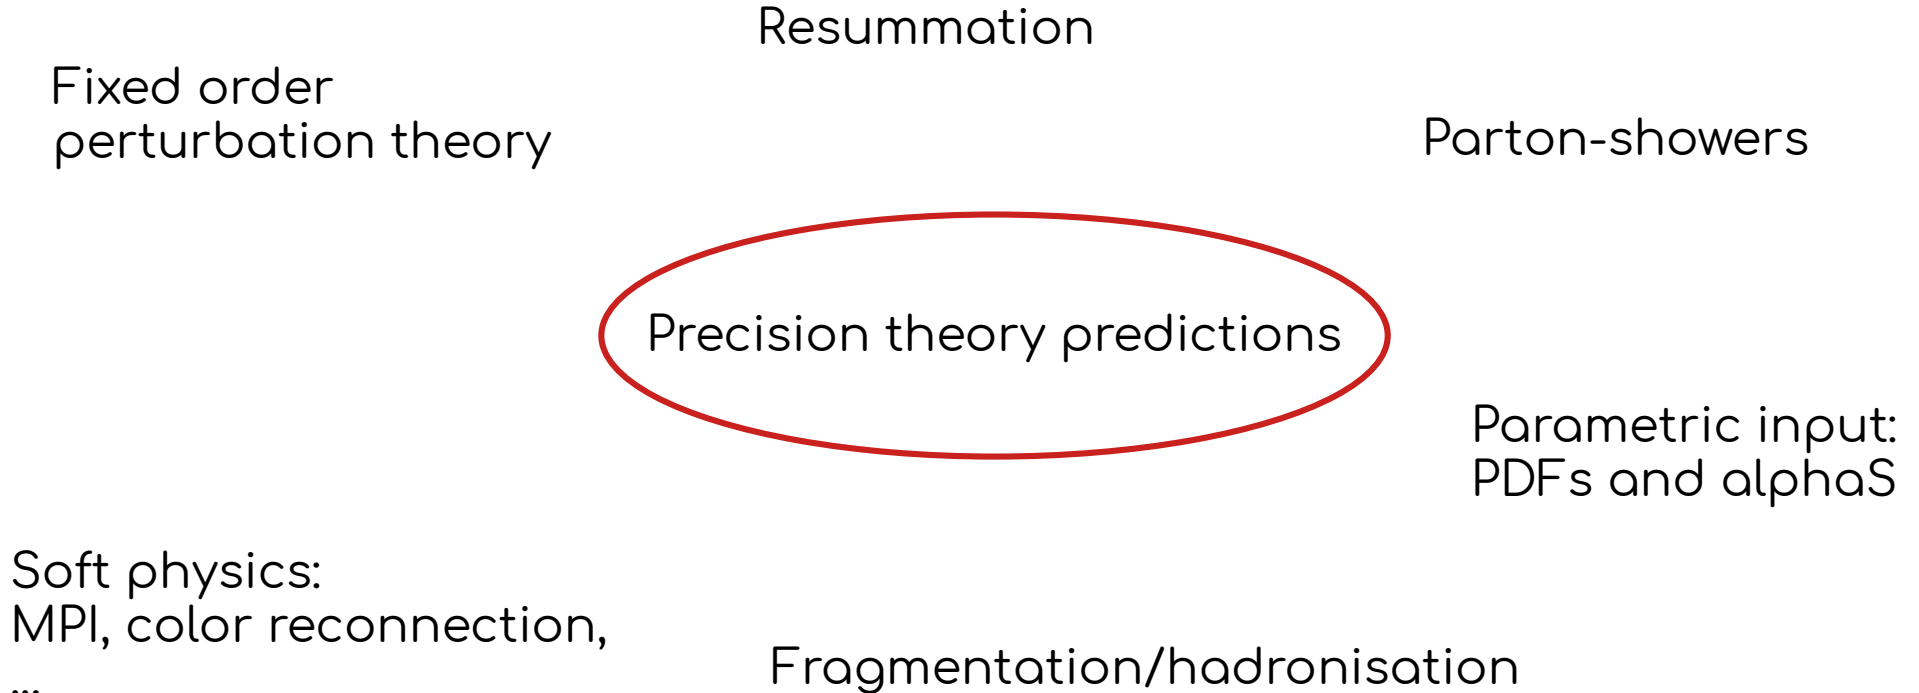 Resummation
Fixed order
perturbation theory
Parton-showers
Precision theory predictions
Parametric input:
PDFs and alphaS
Soft physics:
MPI, color reconnection,
...
Fragmentation/hadronisation